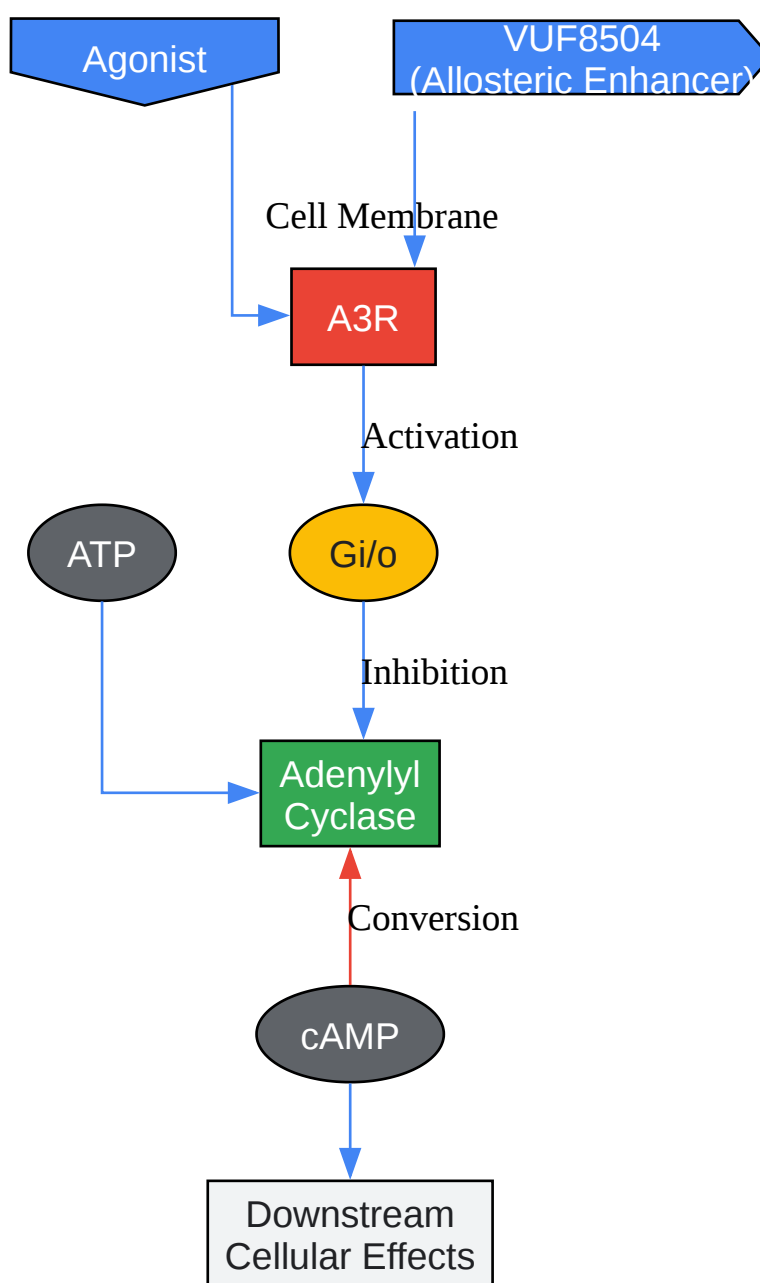 Agonist
VUF8504
(Allosteric Enhancer)
Cell Membrane
A3R
Activation
ATP
Gi/o
Inhibition
Adenylyl
Cyclase
Conversion
cAMP
Downstream
Cellular Effects